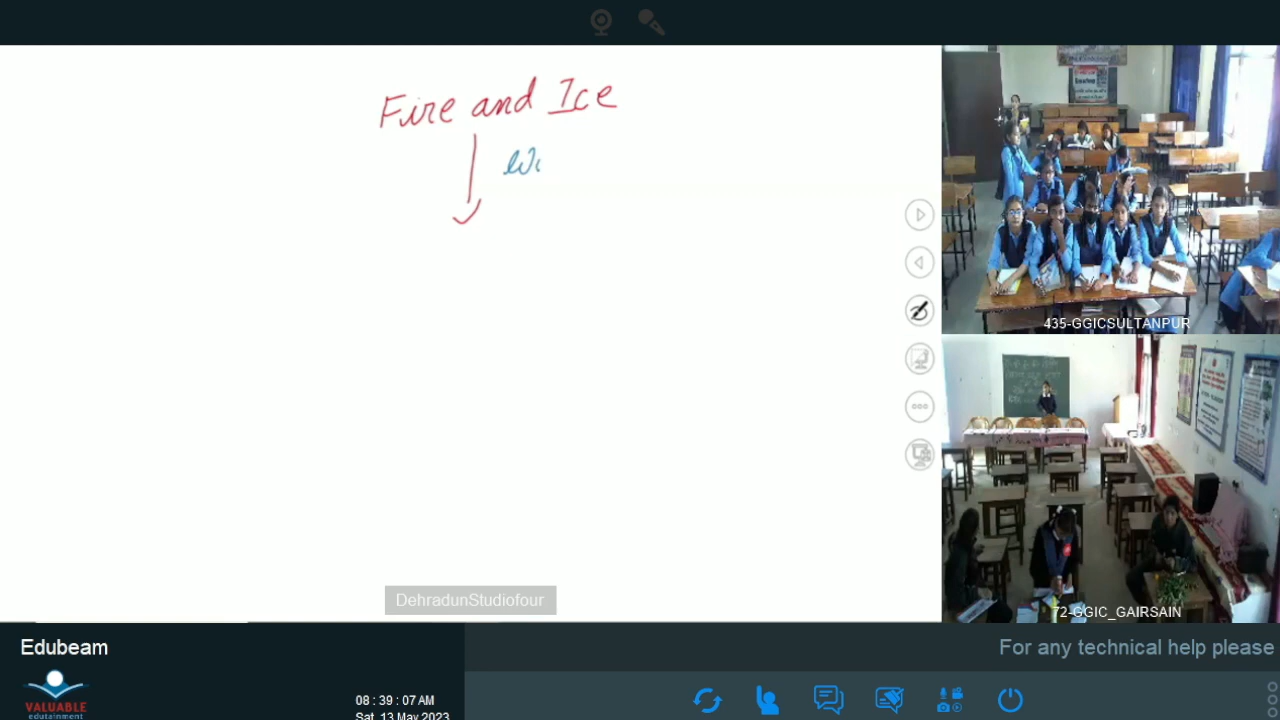 Fire and Ice
435-GGICSULTANPUR
72-GGIC_GAIRSAIN
DehradunStudiofour
Edubeam
For any technical help please
VALUABLE
edutainment
08 : 39 : 07 AM
Sat, 13 May 2023